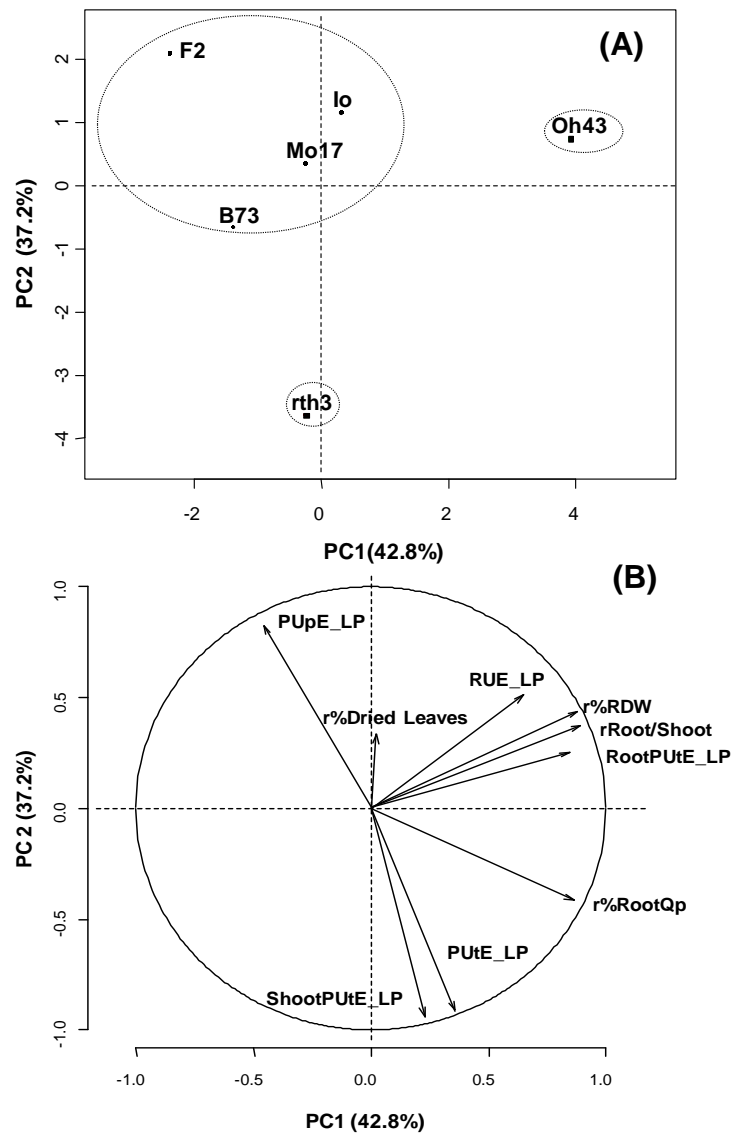 (A)
F2
Io
Oh43
Mo17
B73
rth3
2
1
0
-1
-2
-3
-4
PC2 (37.2%)
-2
0
2
4
PC1(42.8%)
(B)
PUpE_LP
RUE_LP
r%Dried Leaves
r%RDW
rRoot/Shoot
RootPUtE_LP
r%RootQp
PUtE_LP
ShootPUtE_LP
1.0
0.5
0.0
-0.5
-1.0
PC2 (37.2%)
-1.0
-0.5
0.0
0.5
1.0
PC1 (42.8%)